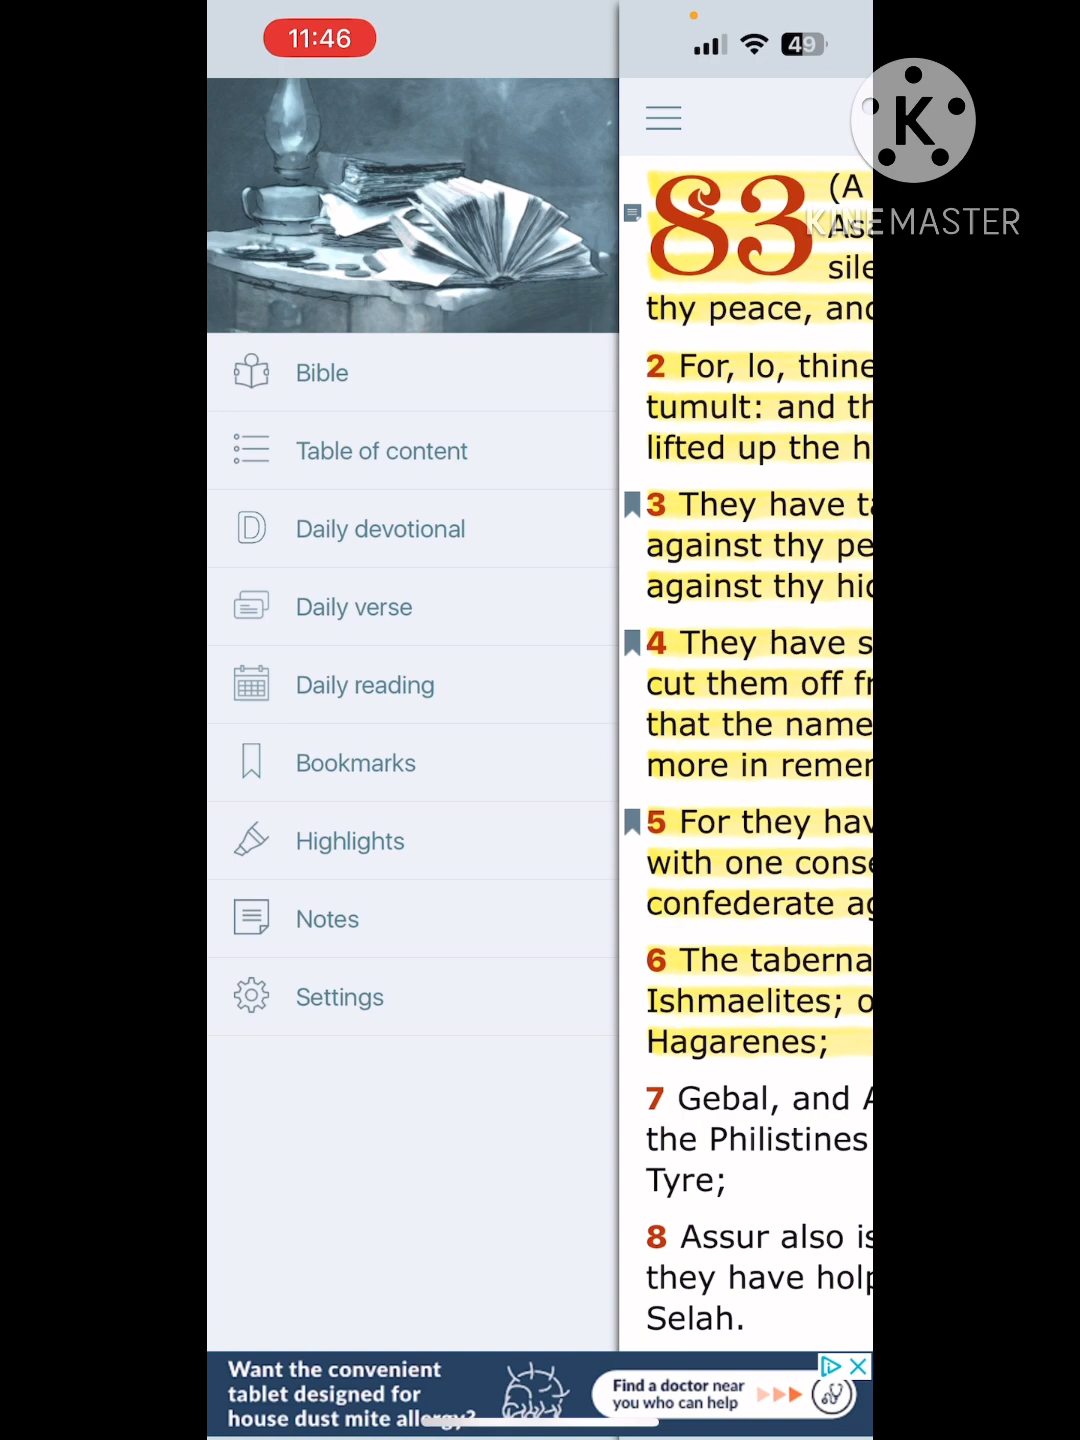 11:46
49
K
KINEMASTER
Bible
Table of content
D
Daily devotional
Daily verse
Daily reading
Bookmarks
Highlights
Notes
Settings
83 (A
sile
thy peace, and
2 For, lo, thine
tumult: and th
lifted up the h
3 They have ta
against thy pe
against thy hid
4 They have s
cut them off fr
that the name
more in remem
5 For they hav
with one conse
confederate ag
6 The taberna
Ishmaelites; o
Hagarenes;
7 Gebal, and A
the Philistines
Tyre;
8 Assur also is
they have holp
Selah.
Want the convenient
tablet designed for
house dust mite allergy?
Find a doctor near
you who can help